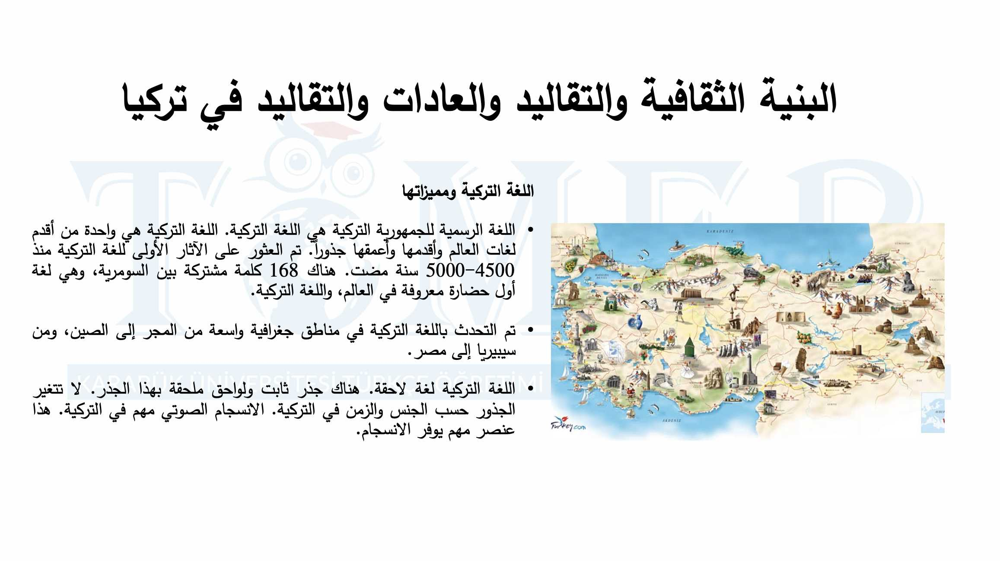 البنية الثقافية والتقاليد والعادات والتقاليد في تركيا
اللغة التركية ومميزاتها
• اللغة الرسمية للجمهورية التركية هي اللغة التركية. اللغة التركية هي واحدة من أقدم
لغات العالم وأقدمها وأعمقها جذوراً. تم العثور على الآثار الأولى للغة التركية منذ
4500-5000 سنة مضت. هناك 168 كلمة مشتركة بين السومرية، وهي لغة
أول حضارة معروفة في العالم، واللغة التركية.
• تم التحدث باللغة التركية في مناطق جغرافية واسعة من المجر إلى الصين، ومن
سيبيريا إلى مصر.
• اللغة التركية لغة لاحقة. هناك جذر ثابت ولواحق ملحقة بهذا الجذر. لا تتغير
الجذور حسب الجنس والزمن في التركية. الانسجام الصوتي مهم في التركية. هذا
عنصر مهم يوفر الانسجام.
KARADENİZ
MARMARA
DENİZİ
AKDENİZ
Turkey.com
TÖMER
KARABÜK ÜNİVERSİTESİ TÜRKÇE ÖĞRETİMİ